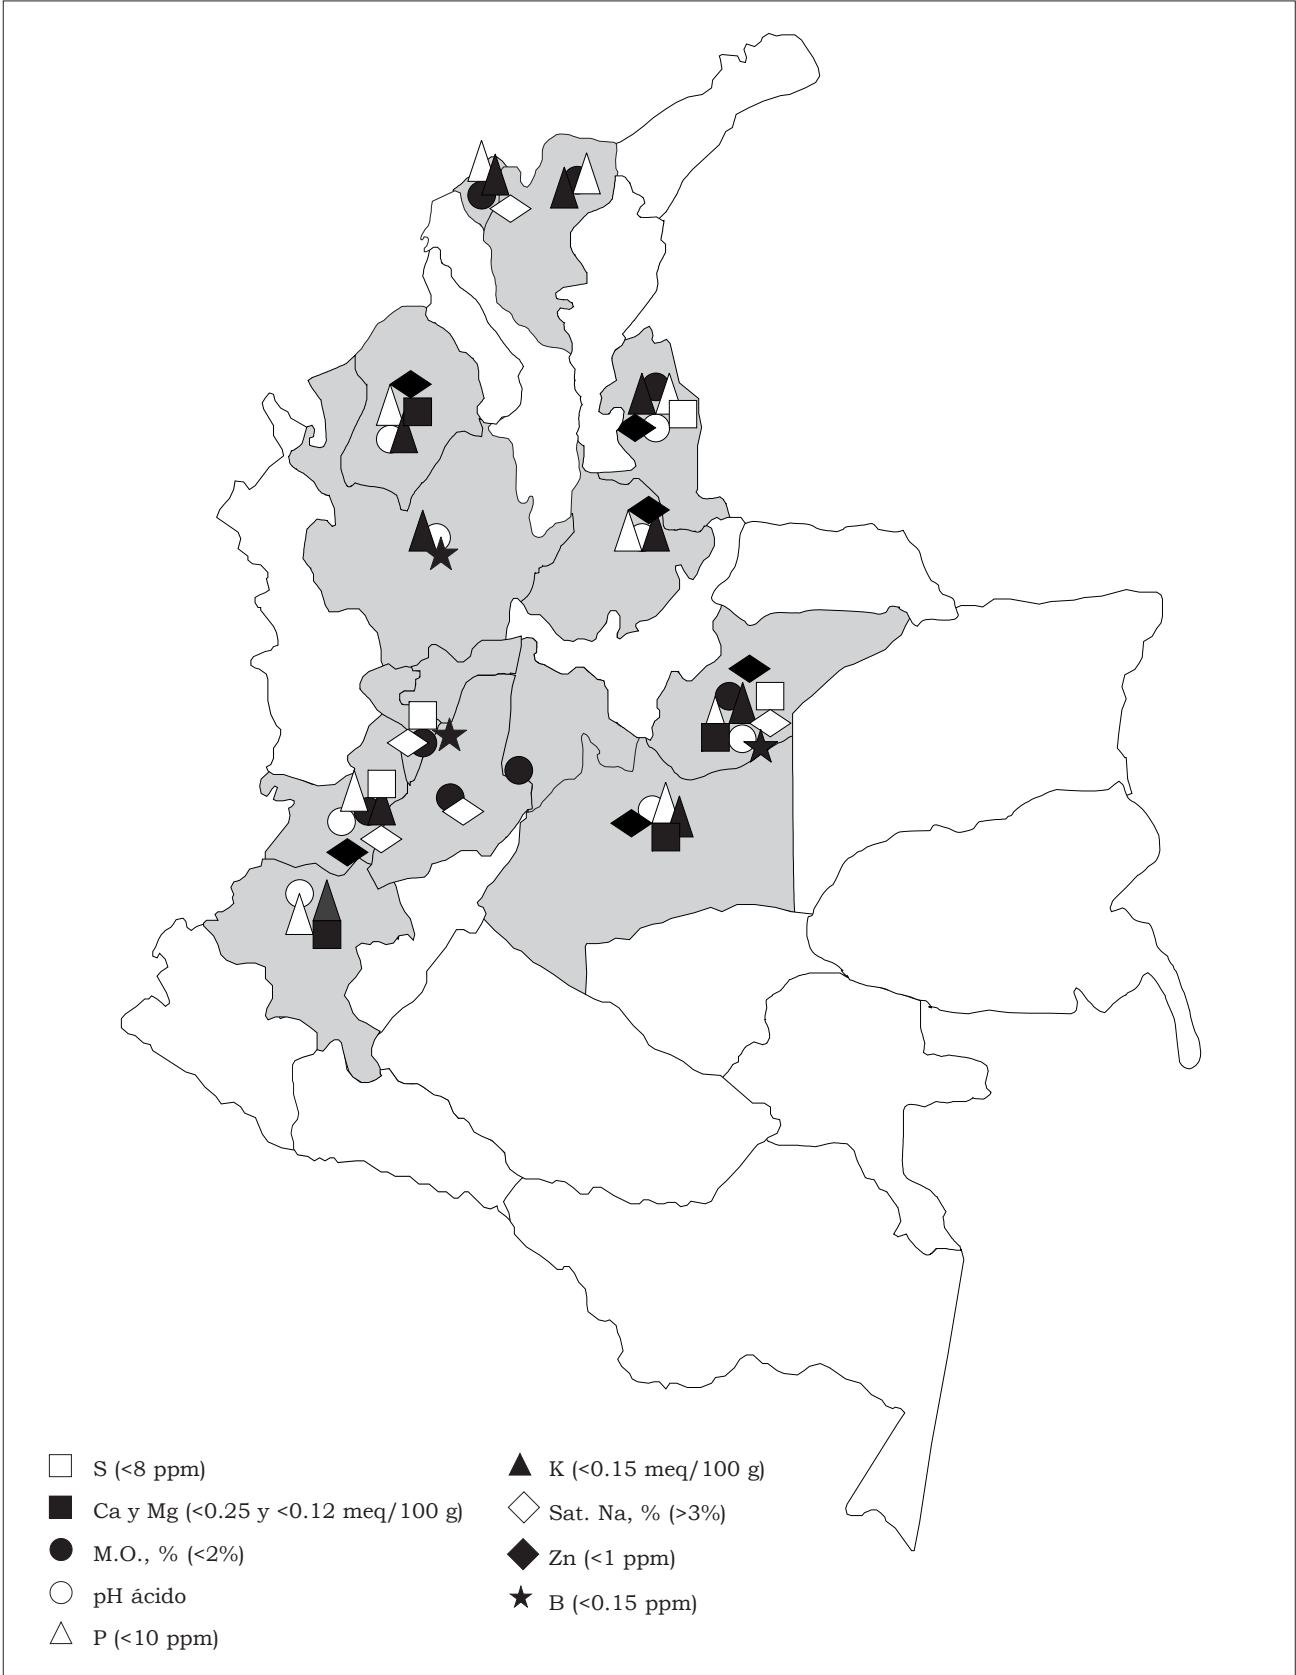 S (<8 ppm)
Ca y Mg (<0.25 y <0.12 meq/100 g)
M.O., % (<2%)
pH ácido
P (<10 ppm)
K (<0.15 meq/100 g)
Sat. Na, % (>3%)
Zn (<1 ppm)
B (<0.15 ppm)